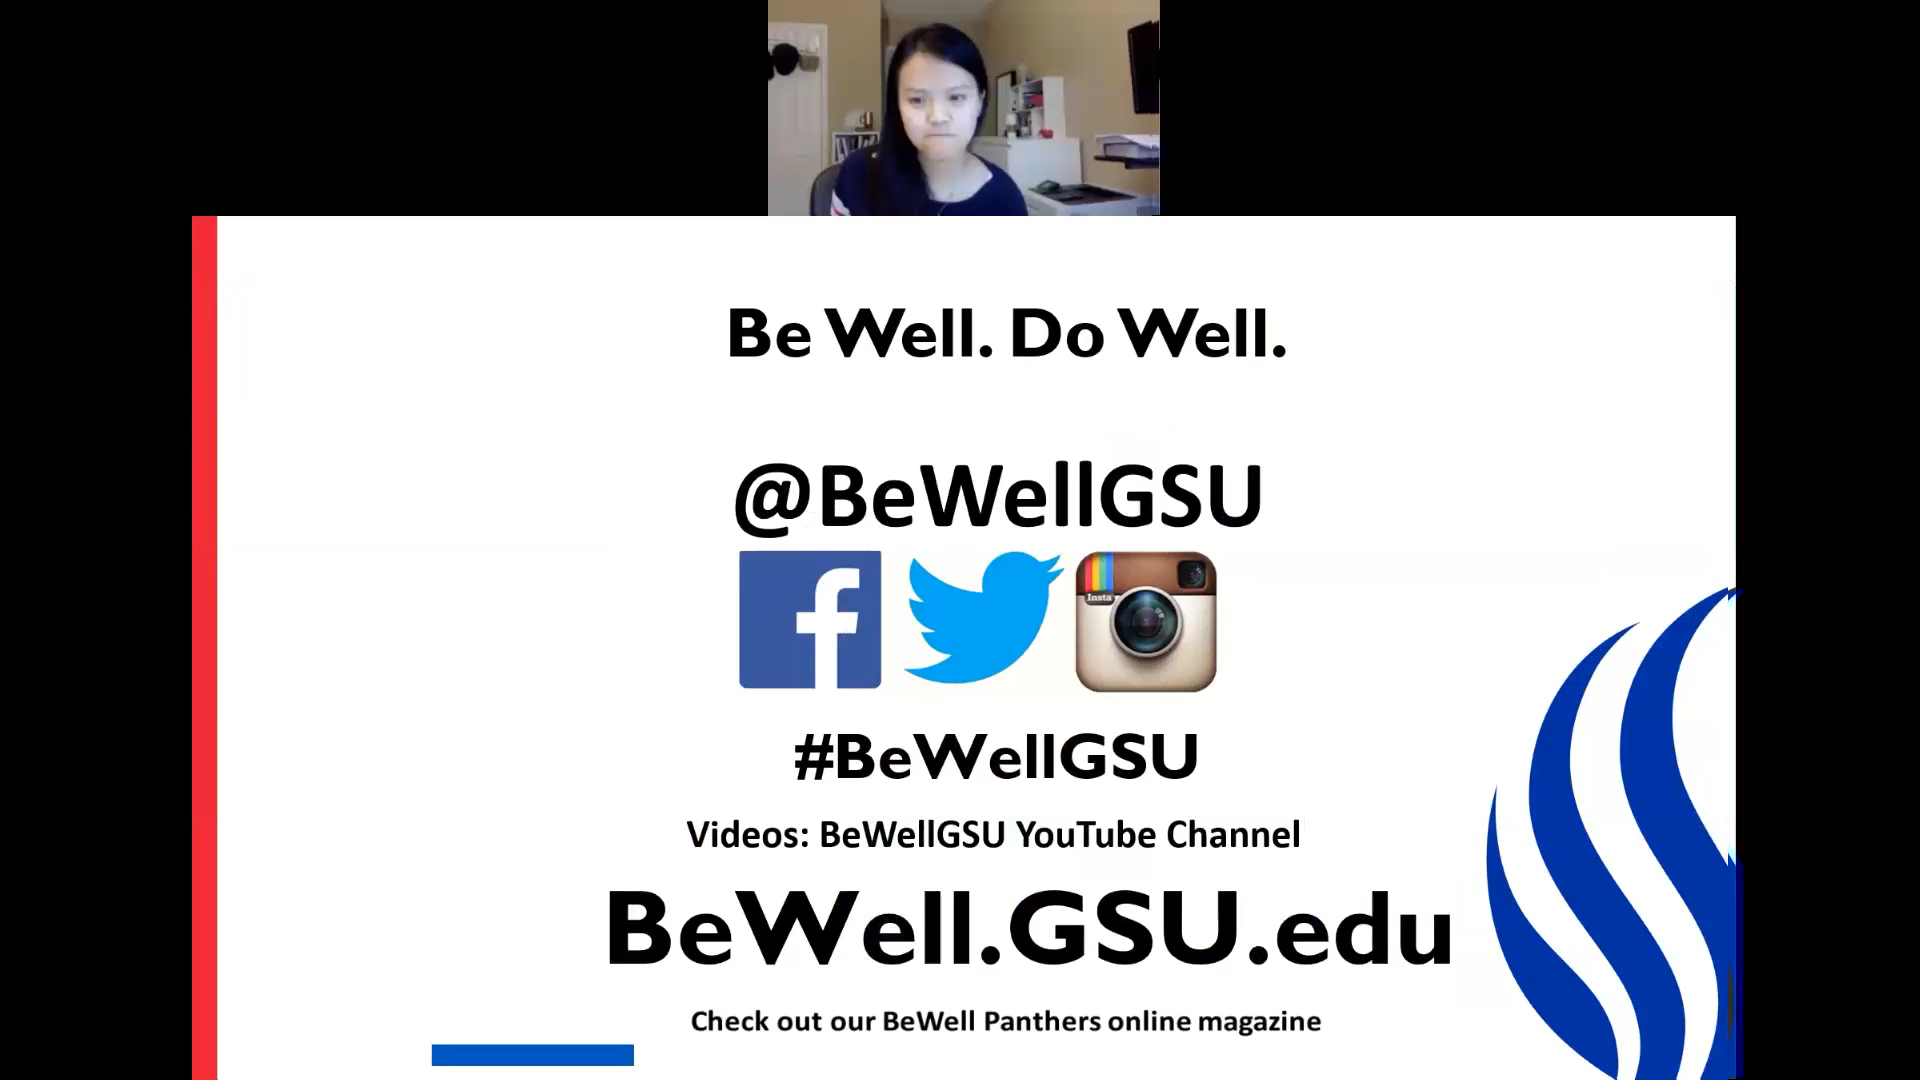 Be Well. Do Well.
@BeWellGSU
Insta
#BeWellGSU
Videos: BeWellGSU YouTube Channel
BeWell.GSU.edu
Check out our BeWell Panthers online magazine